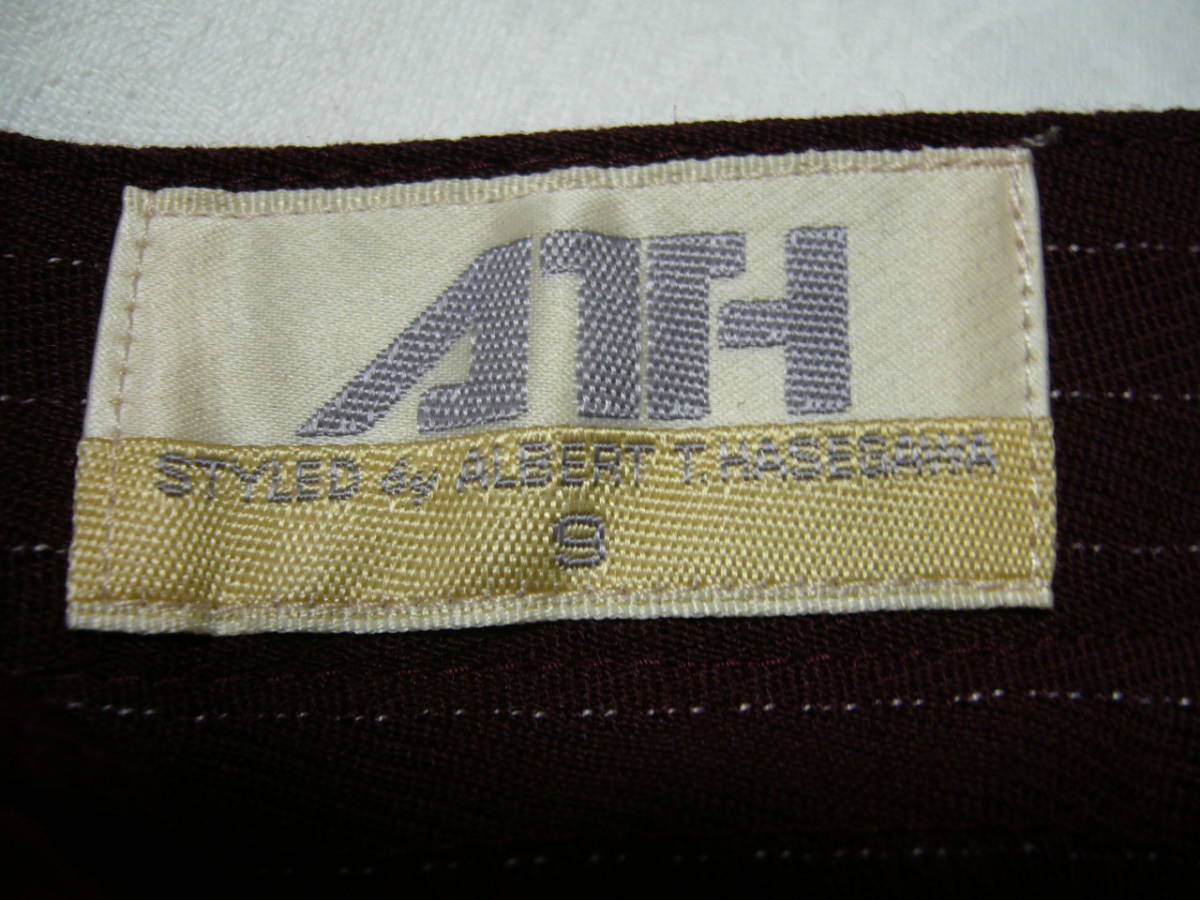 ATH
STYLED by ALBERT T. HASEGAWA
9